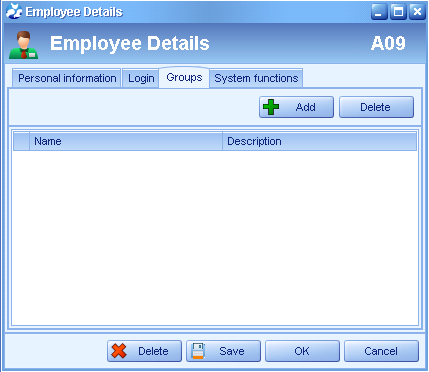 Employee Details
Employee Details A09
Personal information Login Groups System functions
Add Delete
Name Description
Delete Save OK Cancel